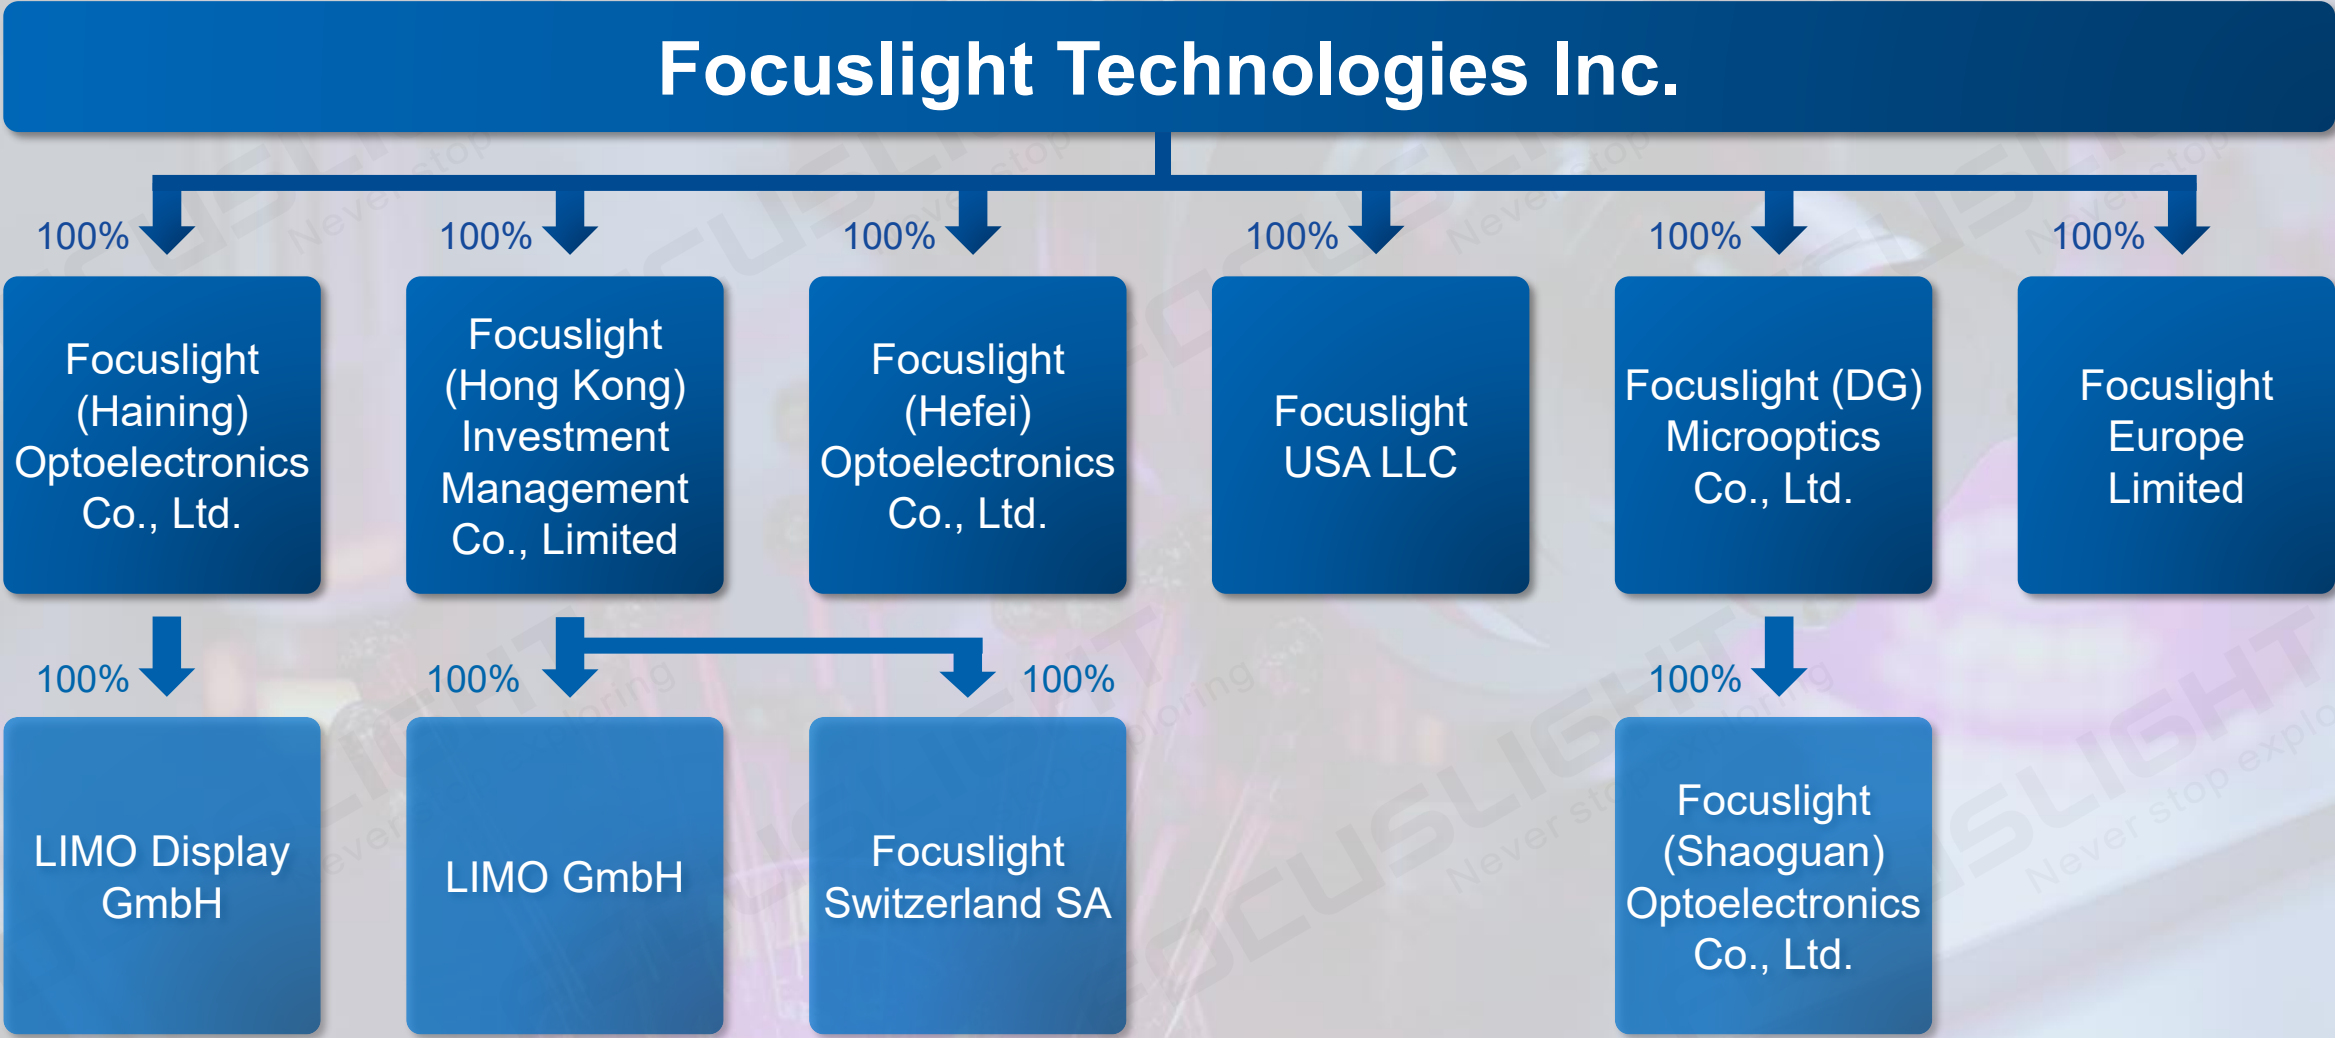 Focuslight Technologies Inc.
100%
100%
100%
100%
100%
100%
Focuslight
(Haining)
Optoelectronics
Co., Ltd.
Focuslight
(Hong Kong)
Investment
Management
Co., Limited
Focuslight
(Hefei)
Optoelectronics
Co., Ltd.
Focuslight
USA LLC
Focuslight (DG)
Microoptics
Co., Ltd.
Focuslight
Europe
Limited
100%
100%
100%
100%
LIMO Display
GmbH
LIMO GmbH
Focuslight
Switzerland SA
Focuslight
(Shaoguan)
Optoelectronics
Co., Ltd.